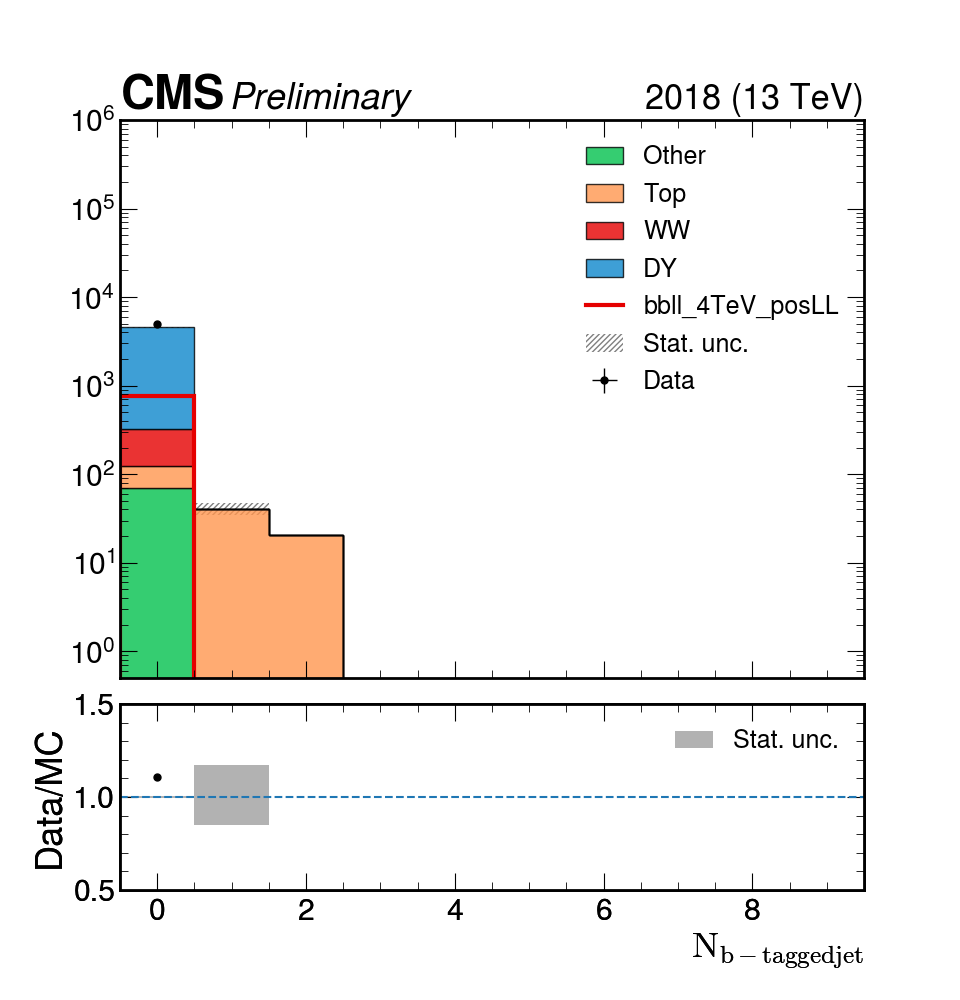 CMS Preliminary 2018 (13 TeV)
10^6
10^5
10^4
10^3
10^2
10^1
10^0
Other
Top
WW
DY
bbll_4TeV_posLL
Stat. unc.
Data
Data/MC
1.5
1.0
0.5
Stat. unc.
0 2 4 6 8
N_{b-taggedjet}